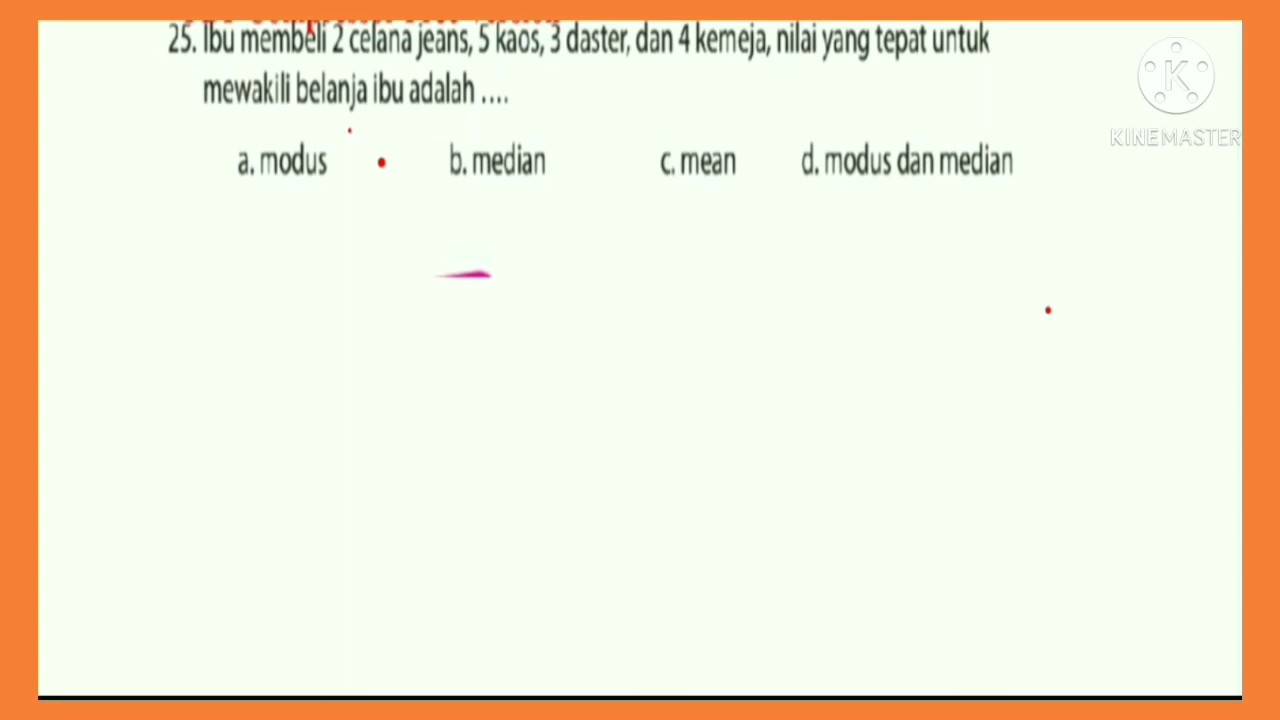 25. Ibu membeli 2 celana jeans, 5 kaos, 3 daster, dan 4 kemeja, nilai yang tepat untuk
mewakili belanja ibu adalah ....
a. modus b. median c. mean d. modus dan median
K
KINEMASTER